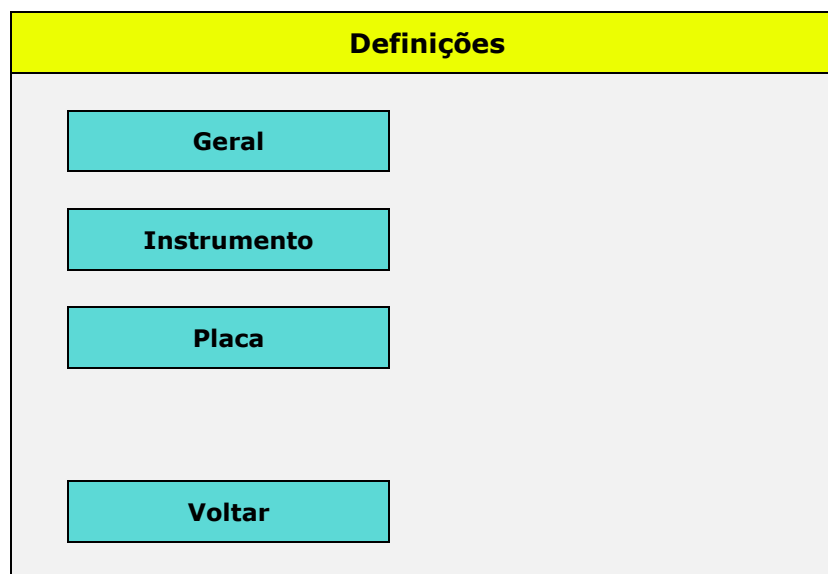 Definições
Geral
Instrumento
Placa
Voltar